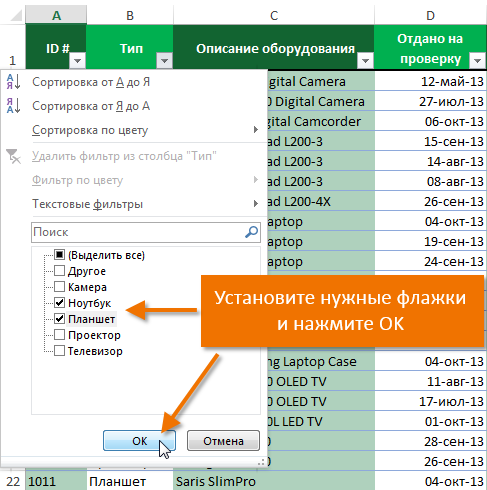 A B C D
1 ID # Тип Описание оборудования Отдано на проверку
Сортировка от А до Я
Сортировка от Я до А
Сортировка по цвету
Удалить фильтр из столбца "Тип"
Фильтр по цвету
Текстовые фильтры
Поиск
(Выделить все)
Другое
Камера
Ноутбук
Планшет
Проектор
Телевизор
OK Отмена
Установите нужные флажки
и нажмите OK
igital Camera 12-май-13
0 Digital Camera 27-июл-13
igital Camcorder 06-окт-13
ad L200-3 15-сен-13
ad L200-3 14-авг-13
ad L200-3 08-авг-13
ad L200-4X 26-сен-13
aptop 04-окт-13
aptop 19-сен-13
aptop 24-сен-13
ng Laptop Case 04-окт-13
0 OLED TV 11-авг-13
0 OLED TV 17-июл-13
0L LED TV 01-окт-13
0 28-сен-13
0 26-сен-13
22 1011 Планшет Saris SlimPro 04-окт-13